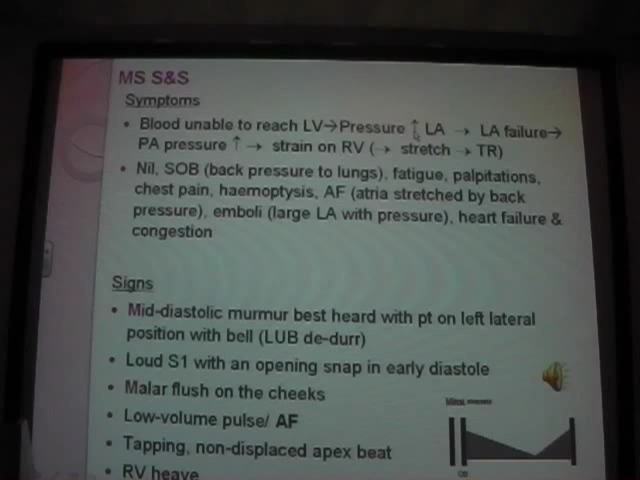 MS S&S
Symptoms
• Blood unable to reach LV→Pressure ↑ LA → LA failure→
PA pressure ↑ → strain on RV (→ stretch → TR)
• Nil, SOB (back pressure to lungs), fatigue, palpitations,
chest pain, haemoptysis, AF (atria stretched by back
pressure), emboli (large LA with pressure), heart failure &
congestion
Signs
• Mid-diastolic murmur best heard with pt on left lateral
position with bell (LUB de-durr)
• Loud S1 with an opening snap in early diastole
• Malar flush on the cheeks
• Low-volume pulse/ AF
• Tapping, non-displaced apex beat
• RV heave